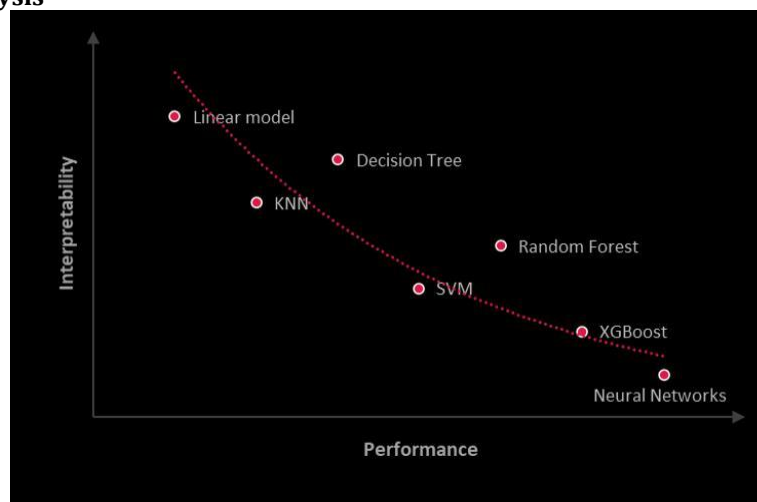 Linear model
Decision Tree
KNN
Interpretability
Random Forest
SVM
XGBoost
Neural Networks
Performance